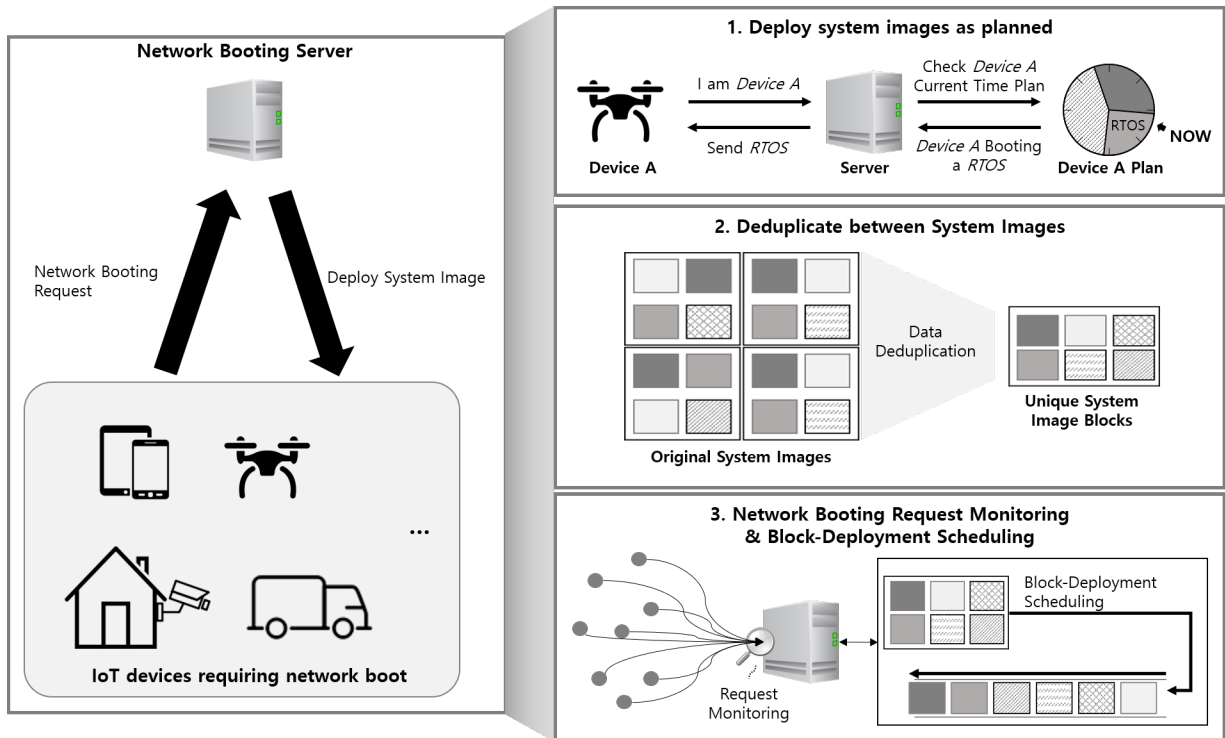 Network Booting Server
Network Booting
Request
Deploy System Image
...
IoT devices requiring network boot
1. Deploy system images as planned
I am Device A
Send RTOS
Device A
Server
Check Device A
Current Time Plan
Device A Booting
a RTOS
RTOS
NOW
Device A Plan
2. Deduplicate between System Images
Original System Images
Data
Deduplication
Unique System
Image Blocks
3. Network Booting Request Monitoring
& Block-Deployment Scheduling
Request
Monitoring
Block-Deployment
Scheduling